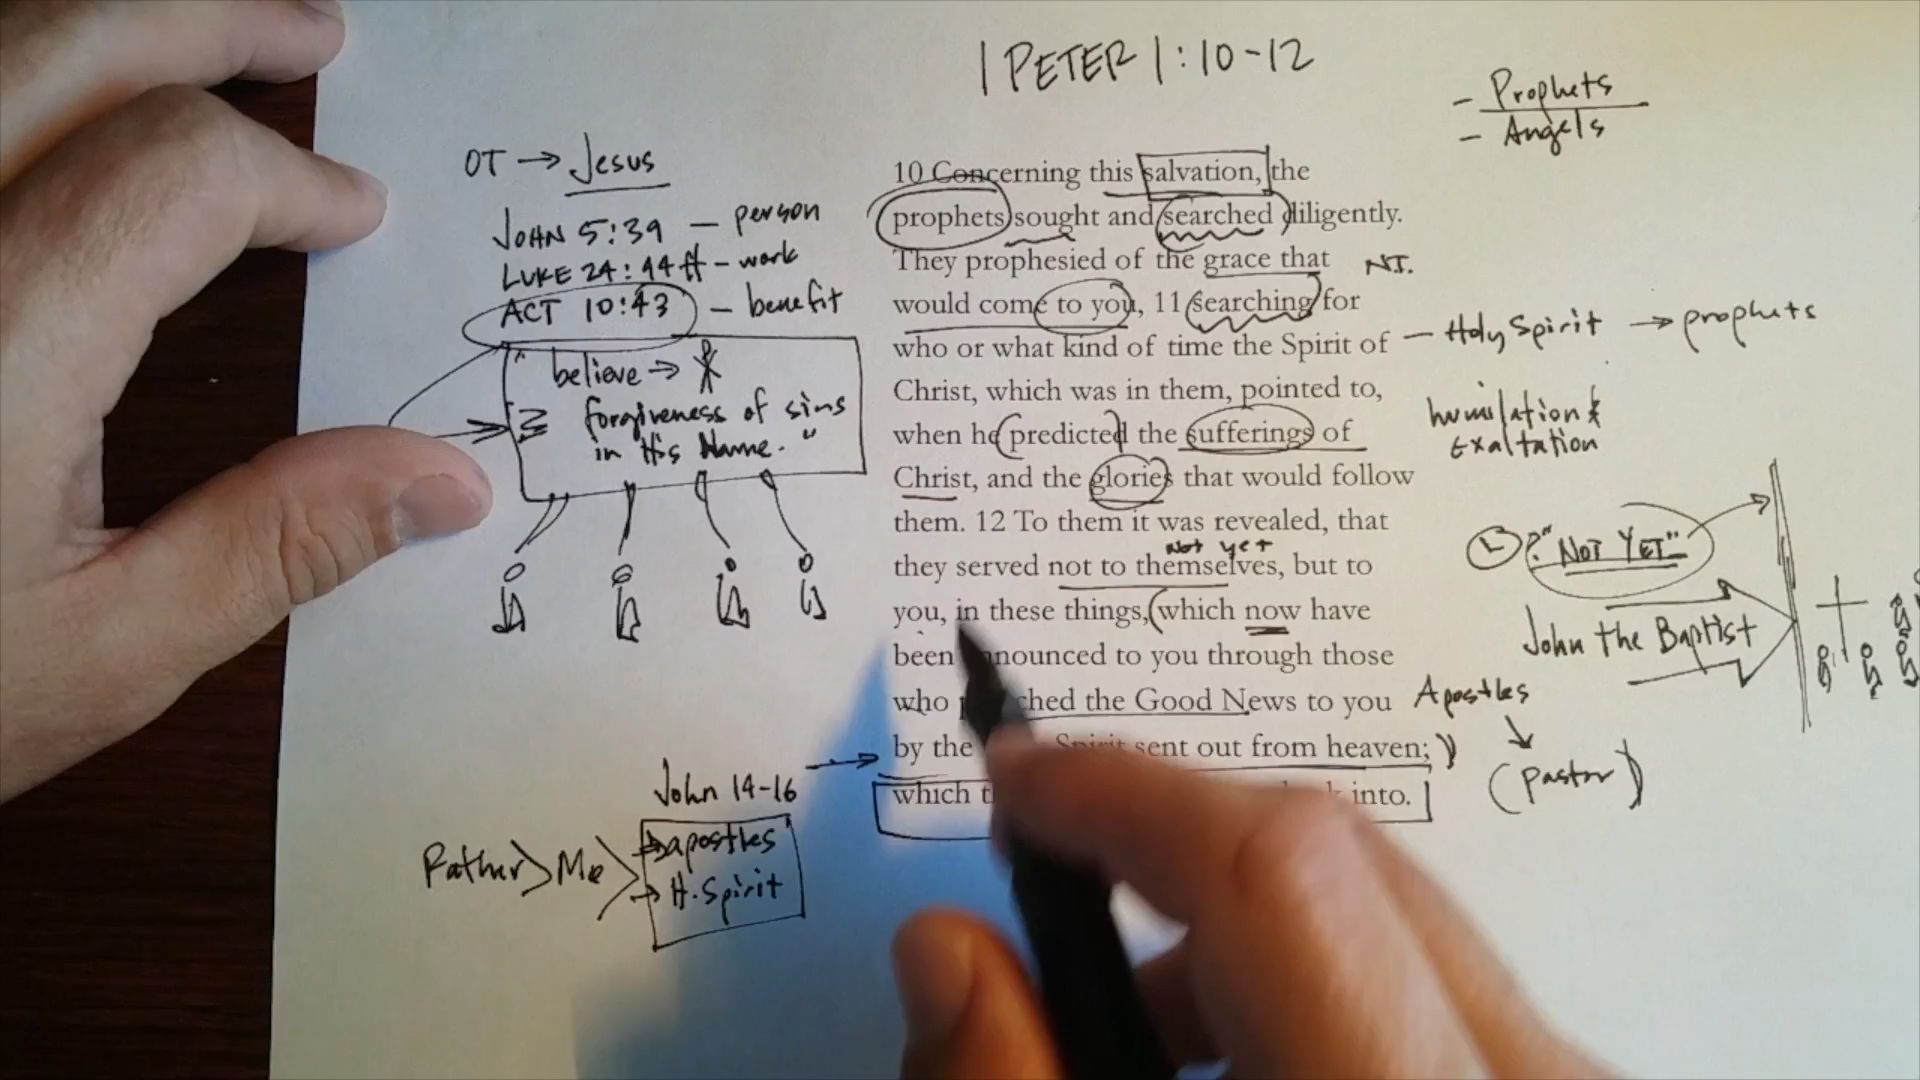 1 PETER 1:10-12
- Prophets
- Angels
OT → Jesus
JOHN 5:39 — person
LUKE 24:44ff - work
ACT 10:43 — benefit
" believe →
forgiveness of sins
in His Name. "
10 Concerning this salvation, the
prophets sought and searched diligently.
They prophesied of the grace that
would come to you, 11 searching for
who or what kind of time the Spirit of
Christ, which was in them, pointed to,
when he predicted the sufferings of
Christ, and the glories that would follow
them. 12 To them it was revealed, that
not yet
they served not to themselves, but to
you, in these things, (which now have
been announced to you through those
who the Good News to you
by the Spirit sent out from heaven; )
which into.
NT.
— Holy Spirit → prophets
humiliation &
Exaltation
"NOT YET"
John the Baptist
Apostles
(Pastor)
John 14-16
Father > Me >
apostles
H. Spirit